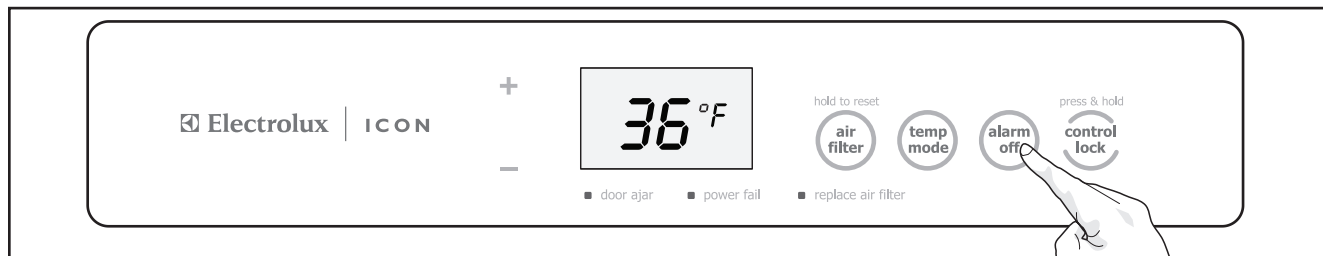 Electrolux ICON
+
−
36°F
hold to reset
air
filter
temp
mode
alarm
off
press & hold
control
lock
door ajar
power fail
replace air filter